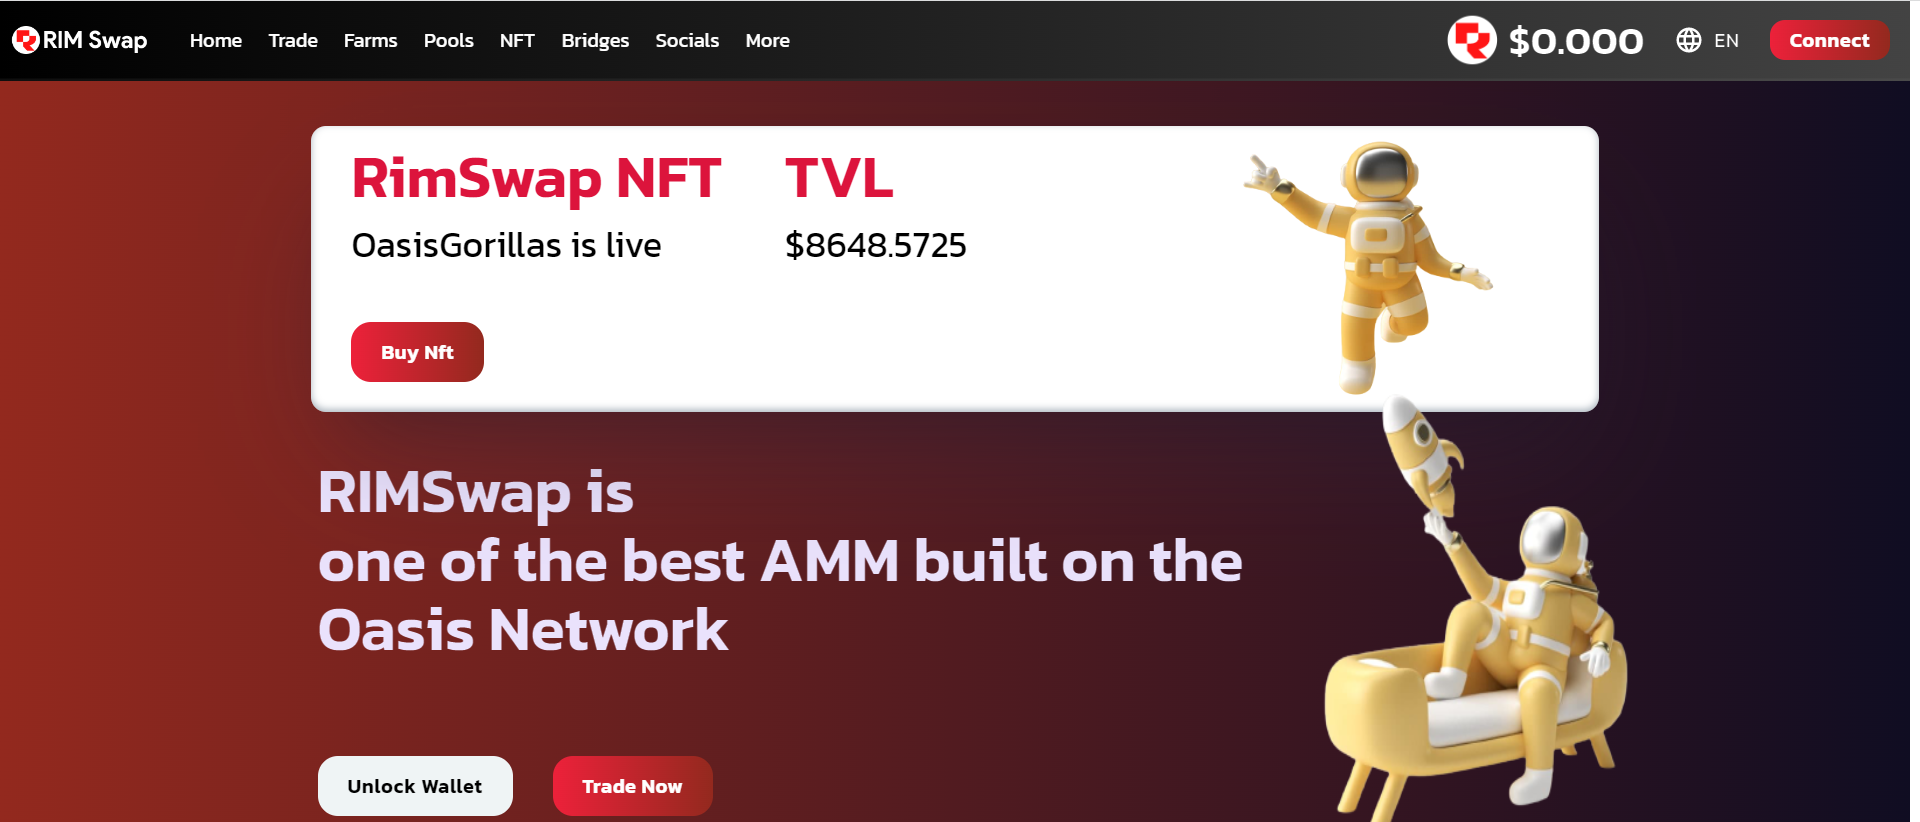 RIM Swap Home Trade Farms Pools NFT Bridges Socials More $0.000 EN Connect
RimSwap NFT TVL
OasisGorillas is live $8648.5725
Buy Nft
RIMSwap is
one of the best AMM built on the
Oasis Network
Unlock Wallet Trade Now